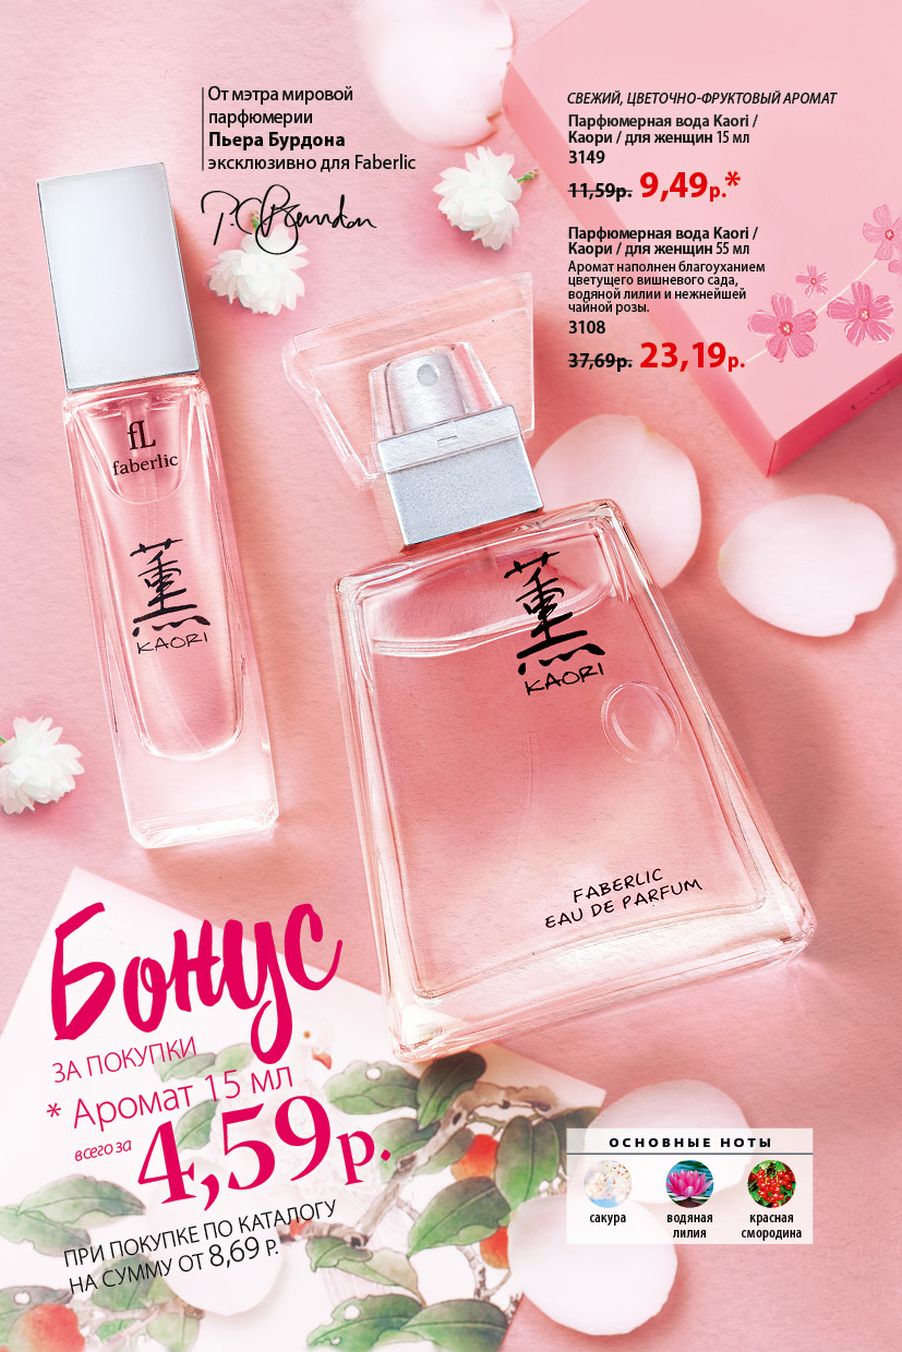 От мэтра мировой
парфюмерии
Пьера Бурдона
эксклюзивно для Faberlic
СВЕЖИЙ, ЦВЕТОЧНО-ФРУКТОВЫЙ АРОМАТ
Парфюмерная вода Kaori /
Каори / для женщин 15 мл
3149
11,59р. 9,49р.*
Парфюмерная вода Kaori /
Каори / для женщин 55 мл
Аромат наполнен благоуханием
цветущего вишневого сада,
водяной лилии и нежнейшей
чайной розы.
3108
37,69р. 23,19р.
fL
faberlic
薫
KAORI
薫
KAORI
FABERLIC
EAU DE PARFUM
Бонус
ЗА ПОКУПКИ
* Аромат 15 мл
всего за 4,59р.
ПРИ ПОКУПКЕ ПО КАТАЛОГУ
НА СУММУ ОТ 8,69 Р.
ОСНОВНЫЕ НОТЫ
сакура
водяная
лилия
красная
смородина